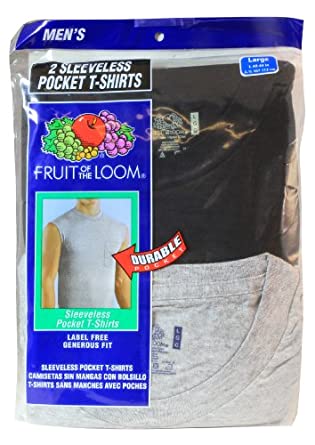 MEN'S
2 SLEEVELESS
POCKET T-SHIRTS
Large
FRUIT OF THE LOOM®
DURABLE
POCKET
Sleeveless
Pocket T-Shirts
LABEL FREE
GENEROUS FIT
SLEEVELESS POCKET T-SHIRTS
CAMISETAS SIN MANGAS CON BOLSILLO
T-SHIRTS SANS MANCHES AVEC POCHES